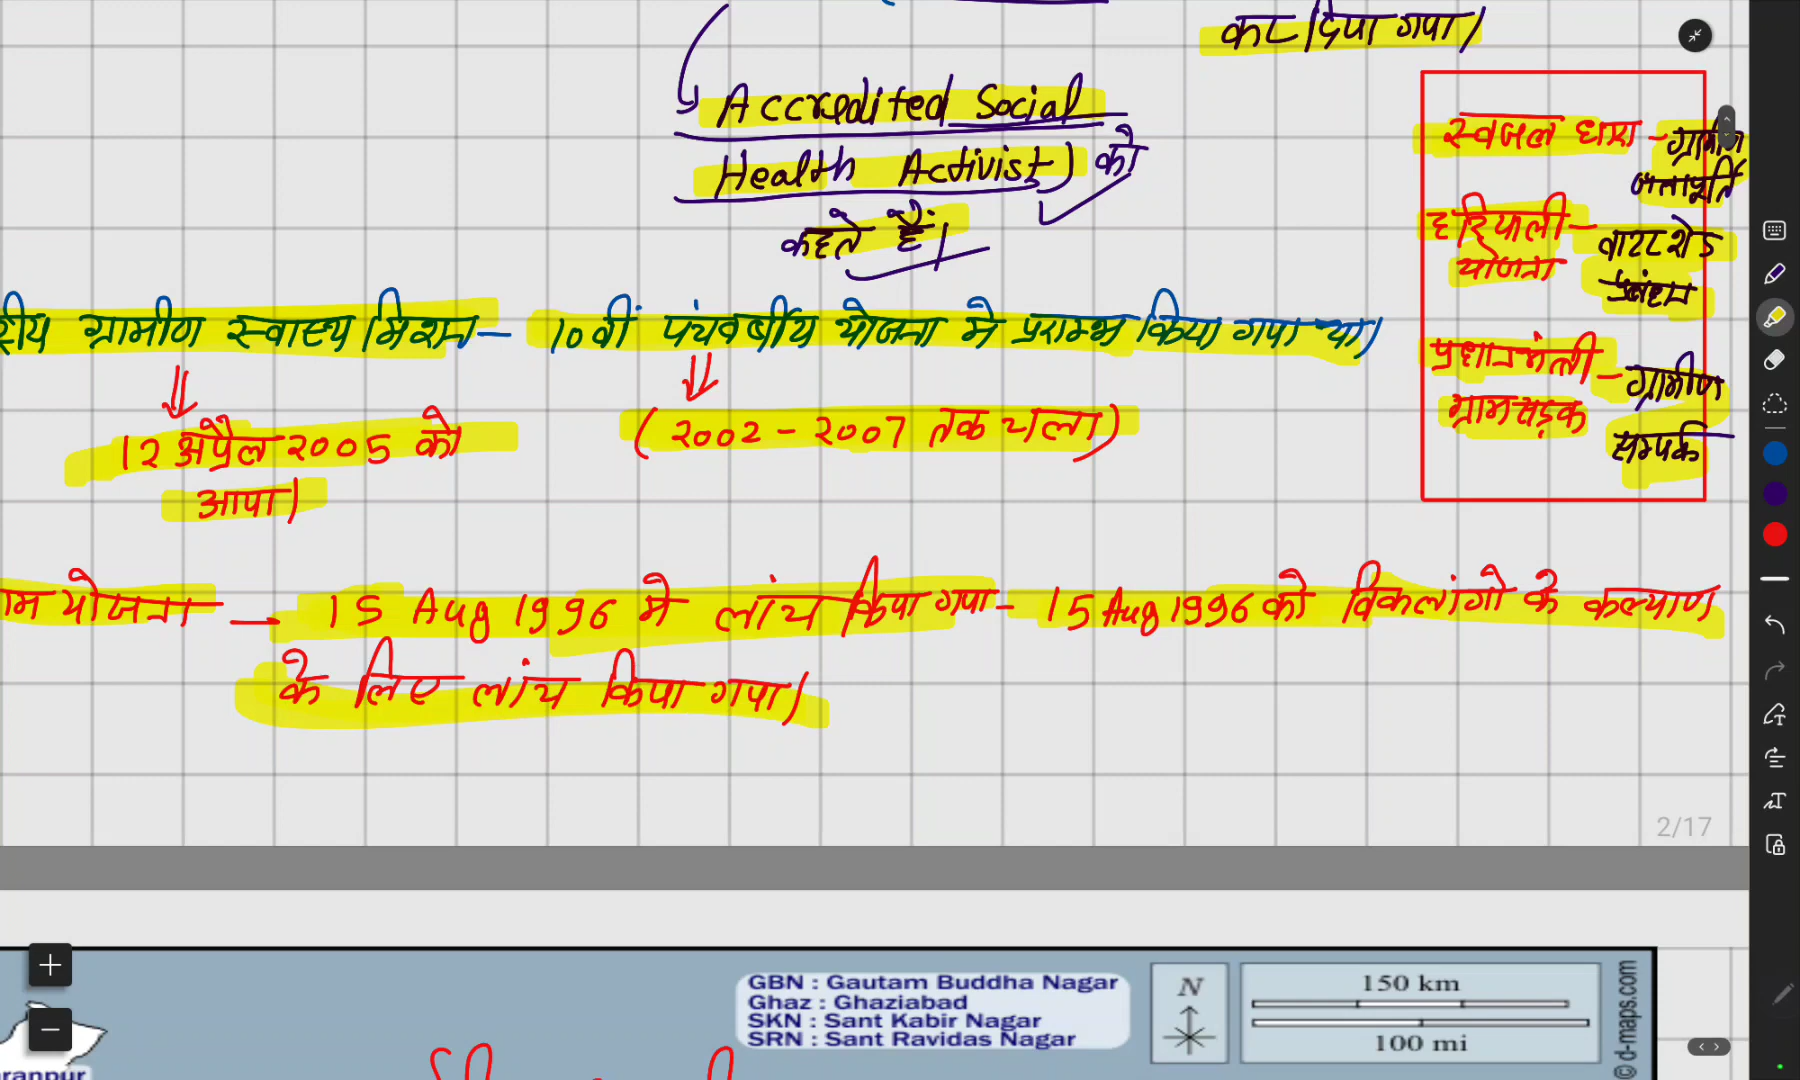 कर दिया गया।
Accredited Social
Health Activist) को
कहते हैं।
स्वजल धारा - ग्रामीण
जलापूर्ति
हरियाली - वाटरशेड
योजना प्रबंधन
प्रधानमंत्री - ग्रामीण
ग्राम सड़क सम्पर्क
ीय ग्रामीण स्वास्थ्य मिशन - 10वीं पंचवर्षीय योजना में प्रारम्भ किया गया था।
12 अप्रैल 2005 को (2002 - 2007 तक चला)
आया।
योजना - 15 Aug 1996 में लांच किया गया - 15 Aug 1996 को विकलांगों के कल्याण
के लिए लांच किया गया।
2/17
GBN : Gautam Buddha Nagar
Ghaz : Ghaziabad
SKN : Sant Kabir Nagar
SRN : Sant Ravidas Nagar
N
150 km
100 mi
© d-maps.com
aranpur